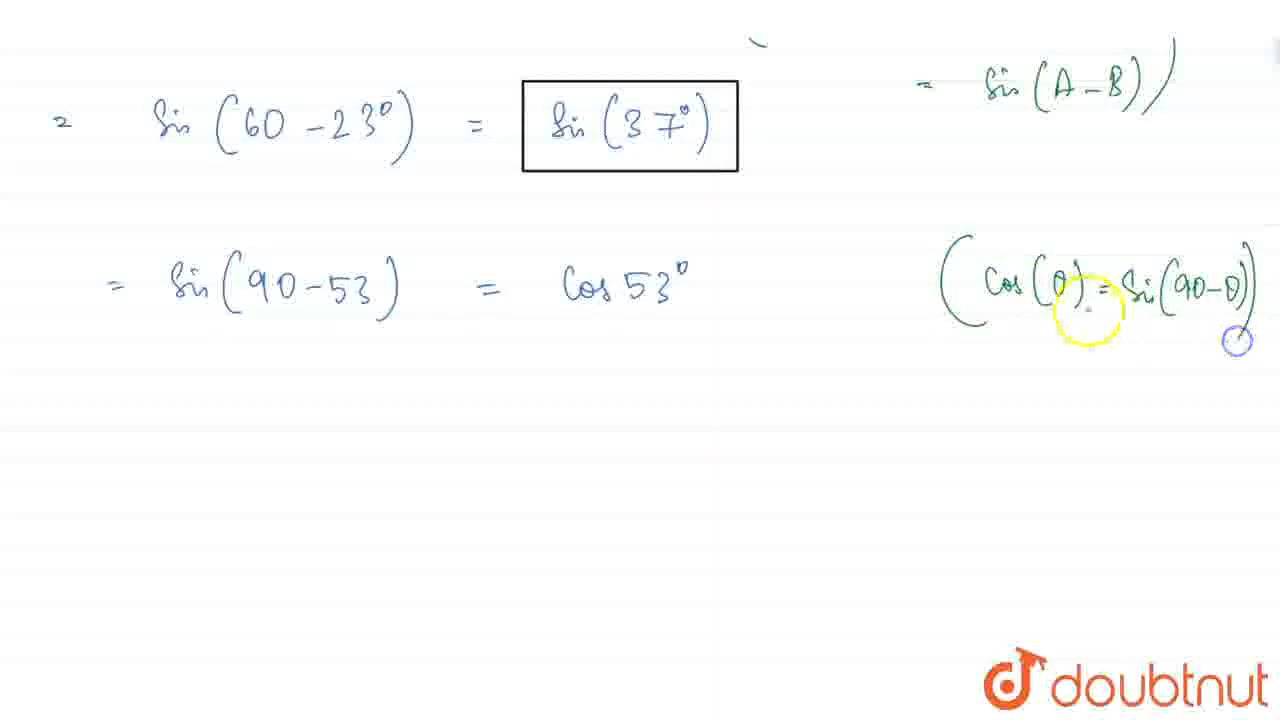 = Sin (A-B))
= Sin (60-23°) = Sin (37°)
= Sin (90-53) = Cos 53°
(Cos(θ) = Sin(90-θ))
doubtnut